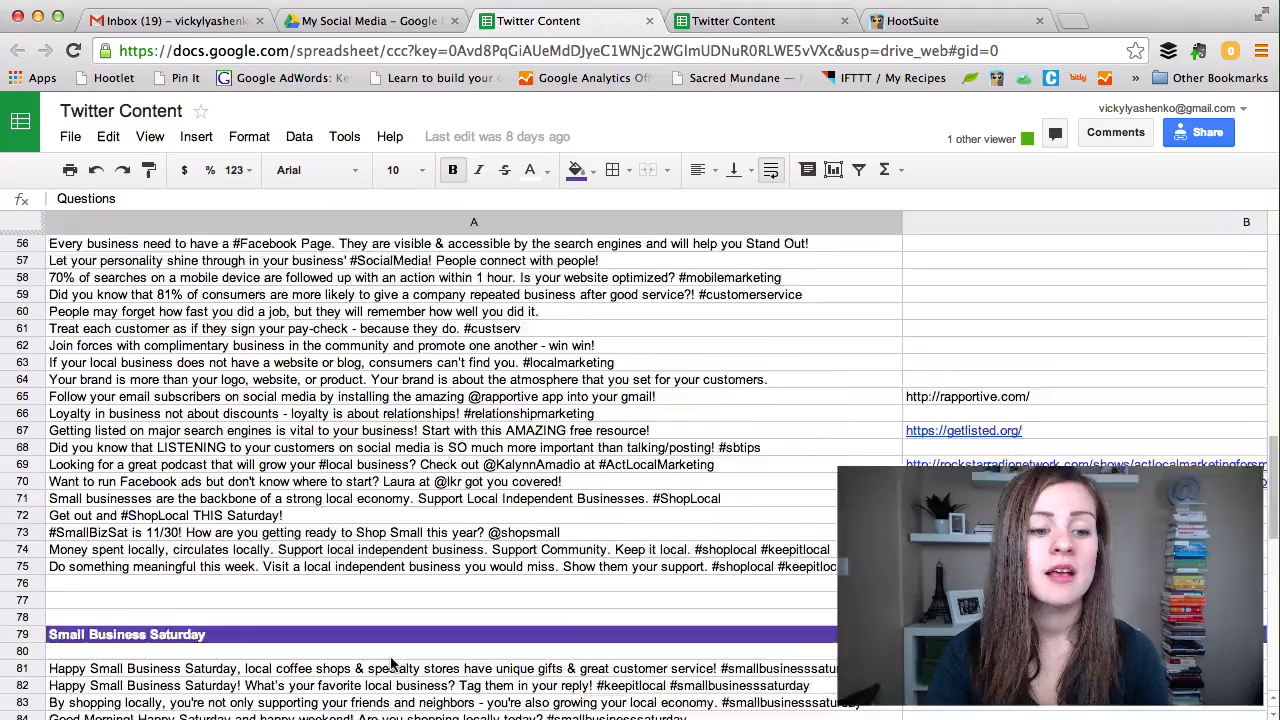 Inbox (19) – vickylyashenk
My Social Media – Google D
Twitter Content
Twitter Content
HootSuite
https://docs.google.com/spreadsheet/ccc?key=0Avd8PqGiAUeMdDJyeC1WNjc2WGlmUDNuR0RLWE5vVXc&usp=drive_web#gid=0
Apps Hootlet Pin It Google AdWords: Ke Learn to build your Google Analytics Off Sacred Mundane IFTTT / My Recipes bitly » Other Bookmarks
Twitter Content
vickylyashenko@gmail.com
File Edit View Insert Format Data Tools Help Last edit was 8 days ago
1 other viewer Comments Share
$ % 123 Arial 10 B I S A Σ
fx Questions
A B
56 Every business need to have a #Facebook Page. They are visible & accessible by the search engines and will help you Stand Out!
57 Let your personality shine through in your business' #SocialMedia! People connect with people!
58 70% of searches on a mobile device are followed up with an action within 1 hour. Is your website optimized? #mobilemarketing
59 Did you know that 81% of consumers are more likely to give a company repeated business after good service?! #customerservice
60 People may forget how fast you did a job, but they will remember how well you did it.
61 Treat each customer as if they sign your pay-check - because they do. #custserv
62 Join forces with complimentary business in the community and promote one another - win win!
63 If your local business does not have a website or blog, consumers can't find you. #localmarketing
64 Your brand is more than your logo, website, or product. Your brand is about the atmosphere that you set for your customers.
65 Follow your email subscribers on social media by installing the amazing @rapportive app into your gmail! http://rapportive.com/
66 Loyalty in business not about discounts - loyalty is about relationships! #relationshipmarketing
67 Getting listed on major search engines is vital to your business! Start with this AMAZING free resource! https://getlisted.org/
68 Did you know that LISTENING to your customers on social media is SO much more important than talking/posting! #sbtips
69 Looking for a great podcast that will grow your #local business? Check out @KalynnAmadio at #ActLocalMarketing http://rockstarradionetwork.com/shows/actlocalmarketingforsm
70 Want to run Facebook ads but don't know where to start? Laura at @lkr got you covered!
71 Small businesses are the backbone of a strong local economy. Support Local Independent Businesses. #ShopLocal
72 Get out and #ShopLocal THIS Saturday!
73 #SmallBizSat is 11/30! How are you getting ready to Shop Small this year? @shopsmall
74 Money spent locally, circulates locally. Support local independent business. Support Community. Keep it local. #shoplocal #keepitlocal
75 Do something meaningful this week. Visit a local independent business you would miss. Show them your support. #shoplocal #keepitloc
76
77
78
79 Small Business Saturday
80
81 Happy Small Business Saturday, local coffee shops & specialty stores have unique gifts & great customer service! #smallbusinesssatur
82 Happy Small Business Saturday! What's your favorite local business? Tag them in your reply! #keepitlocal #smallbusinesssaturday
83 By shopping locally, you're not only supporting your friends and neighbors - you're also growing your local economy. #smallbusinesssaturday
84 Good Morning! Happy Saturday and happy weekend! Are you shopping locally today? #smallbusinesssaturday